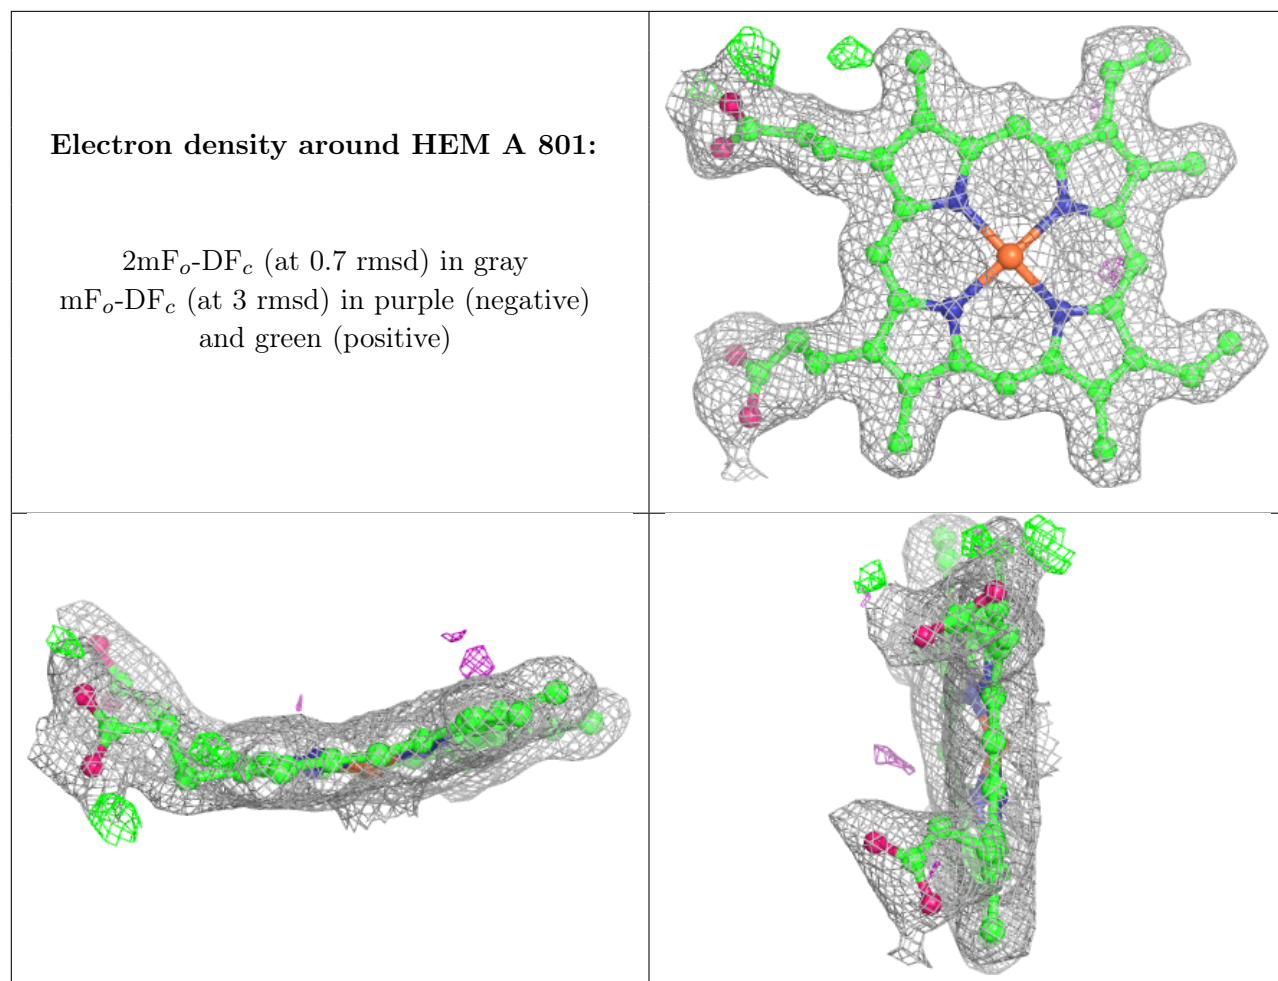 Electron density around HEM A 801:
2mFo-DFc (at 0.7 rmsd) in gray
mFo-DFc (at 3 rmsd) in purple (negative)
and green (positive)